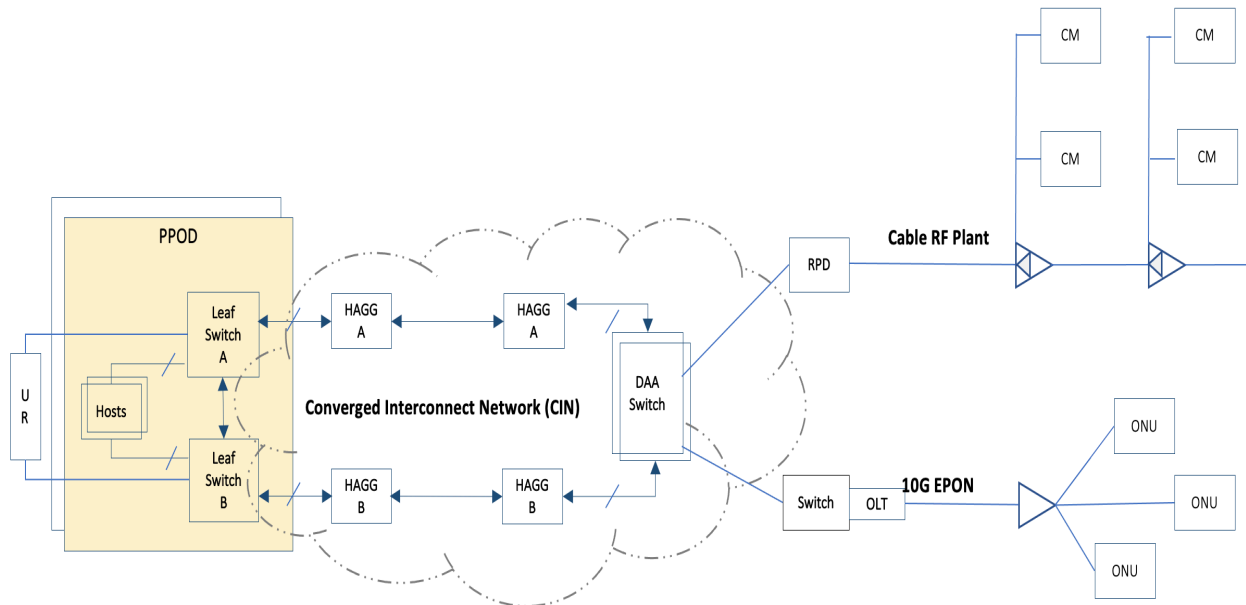 CM
CM
CM
CM
PPOD
Cable RF Plant
RPD
Leaf
Switch
A
HAGG
A
HAGG
A
U
R
Hosts
DAA
Switch
Converged Interconnect Network (CIN)
Leaf
Switch
B
HAGG
B
HAGG
B
Switch
OLT
10G EPON
ONU
ONU
ONU